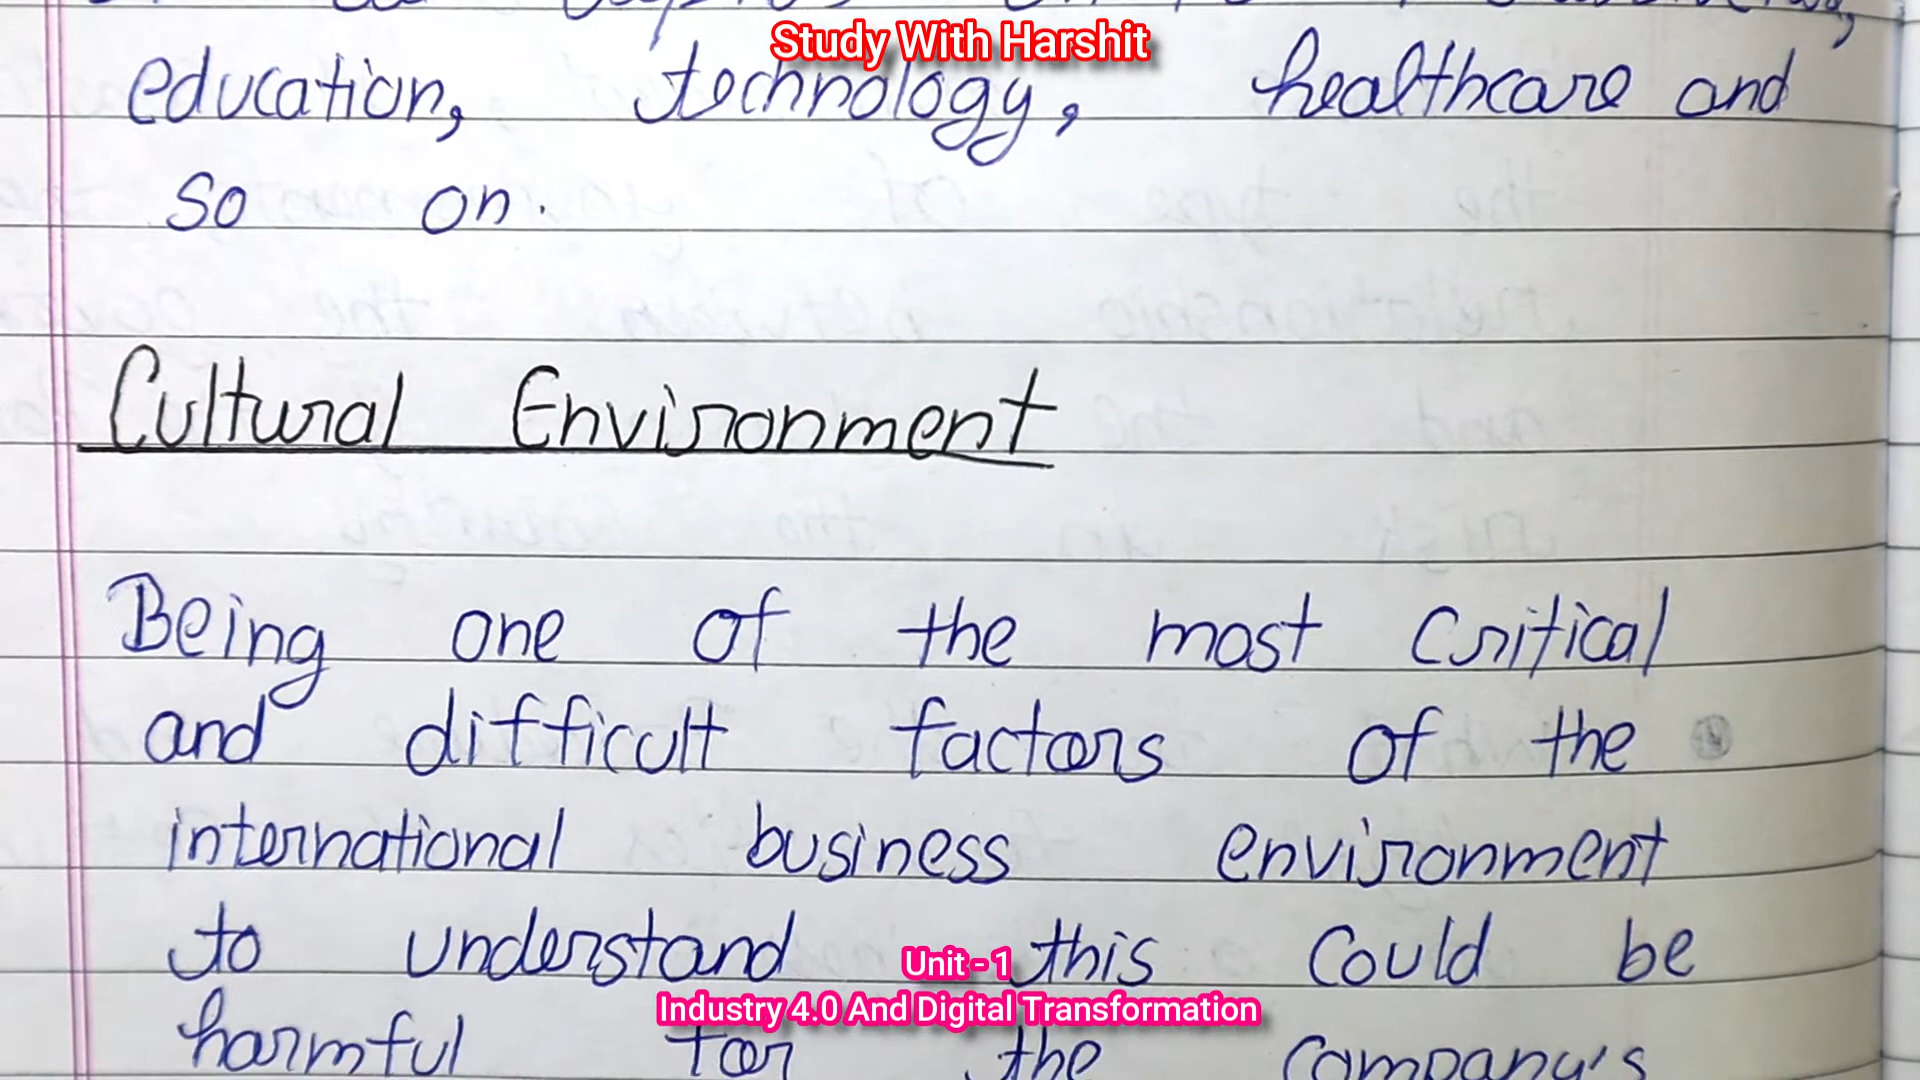 Study With Harshit
education, technology, healthcare and
so on.
Cultural Environment
Being one of the most critical
and difficult factors of the
international business environment
to understand this could be
harmful for the company's
Unit - 1
Industry 4.0 And Digital Transformation